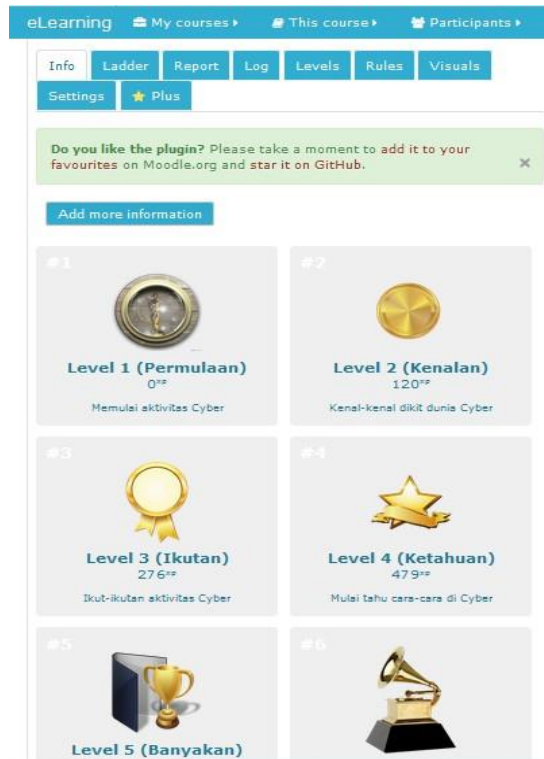 eLearning My courses This course Participants
Info Ladder Report Log Levels Rules Visuals
Settings Plus
Do you like the plugin? Please take a moment to add it to your
favourites on Moodle.org and star it on GitHub. ×
Add more information
#1 #2
Level 1 (Permulaan) Level 2 (Kenalan)
0xp 120xp
Memulai aktivitas Cyber Kenal-kenal dikit dunia Cyber
#3 #4
Level 3 (Ikutan) Level 4 (Ketahuan)
276xp 479xp
Ikut-ikutan aktivitas Cyber Mulai tahu cara-cara di Cyber
#5 #6
Level 5 (Banyakan)